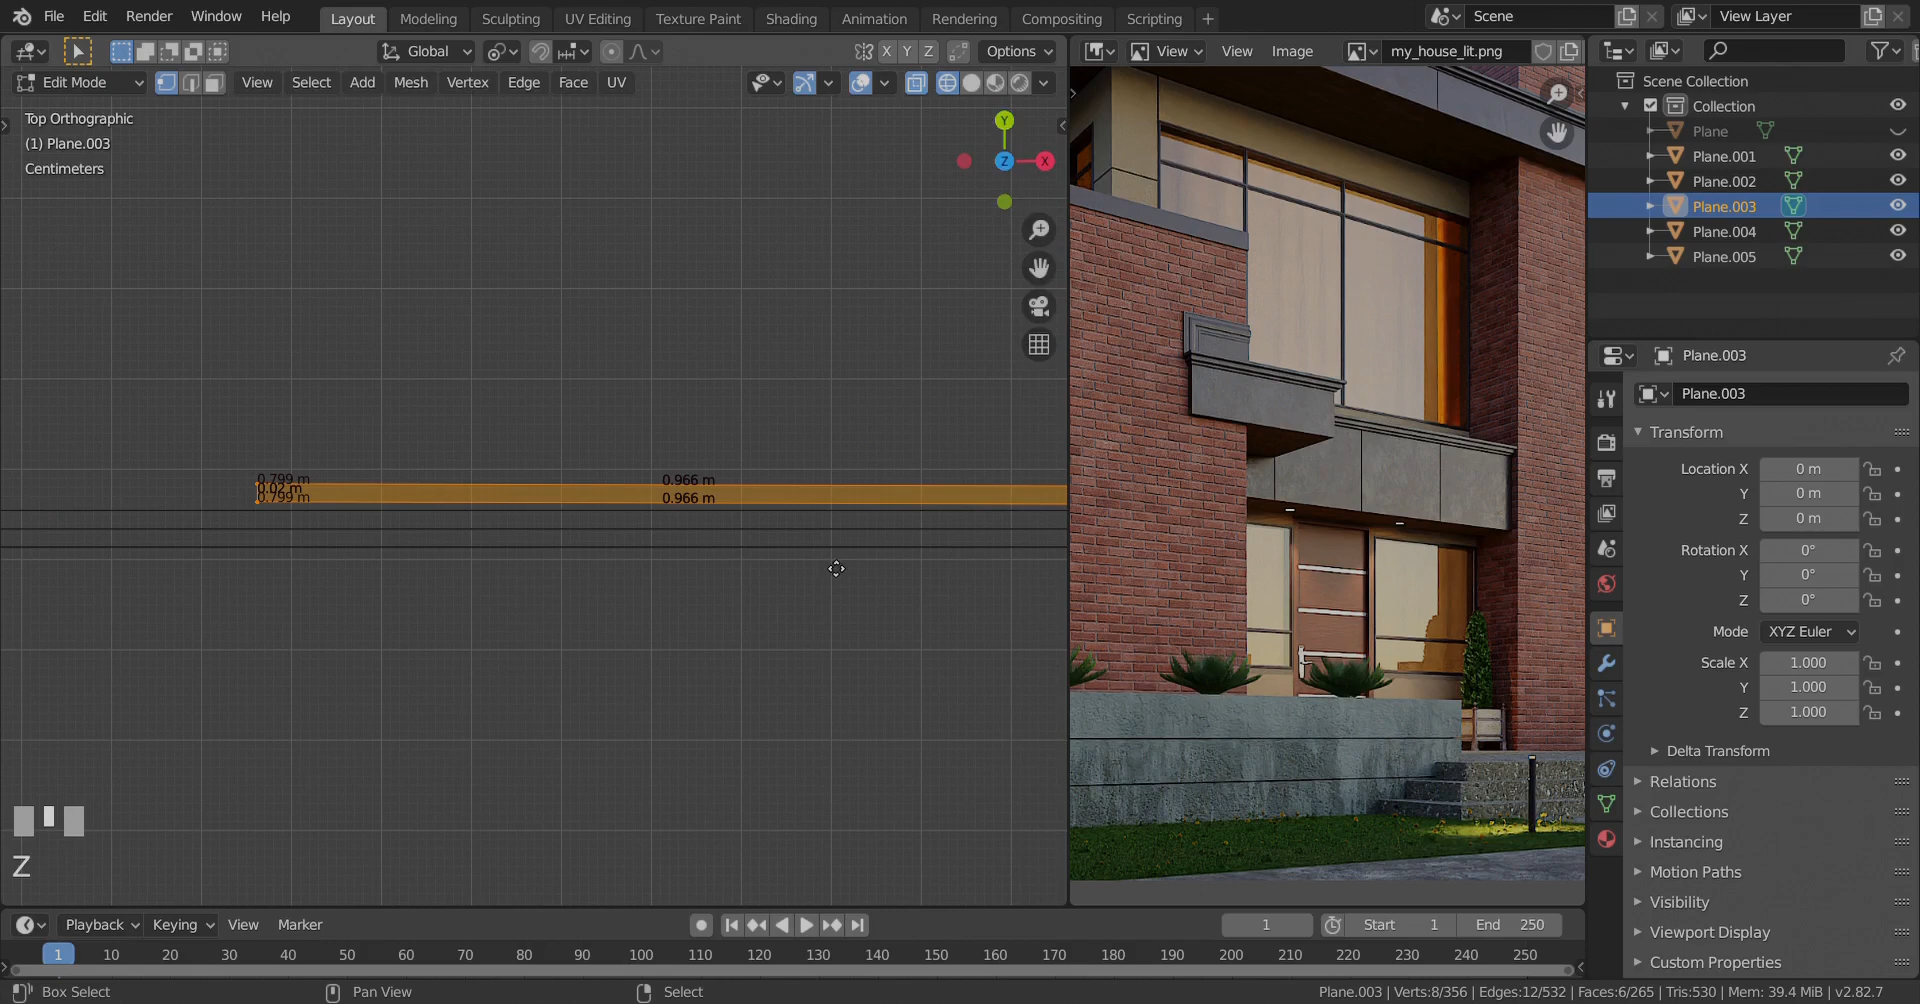 File Edit Render Window Help Layout Modeling Sculpting UV Editing Texture Paint Shading Animation Rendering Compositing Scripting + Scene View Layer
Global X Y Z Options View View Image my_house_lit.png
Edit Mode View Select Add Mesh Vertex Edge Face UV
Scene Collection
Collection
Plane
Plane.001
Plane.002
Plane.003
Plane.004
Plane.005
Top Orthographic
(1) Plane.003
Centimeters
Y
Z X
0.799 m 0.966 m
0.02 m
0.799 m 0.966 m
Z
Plane.003
Plane.003
Transform
Location X 0 m
Y 0 m
Z 0 m
Rotation X 0°
Y 0°
Z 0°
Mode XYZ Euler
Scale X 1.000
Y 1.000
Z 1.000
Delta Transform
Relations
Collections
Instancing
Motion Paths
Visibility
Viewport Display
Custom Properties
Playback Keying View Marker 1 Start 1 End 250
1 10 20 30 40 50 60 70 80 90 100 110 120 130 140 150 160 170 180 190 200 210 220 230 240 250
Box Select Pan View Select Plane.003 | Verts:8/356 | Edges:12/532 | Faces:6/265 | Tris:530 | Mem: 39.4 MiB | v2.82.7